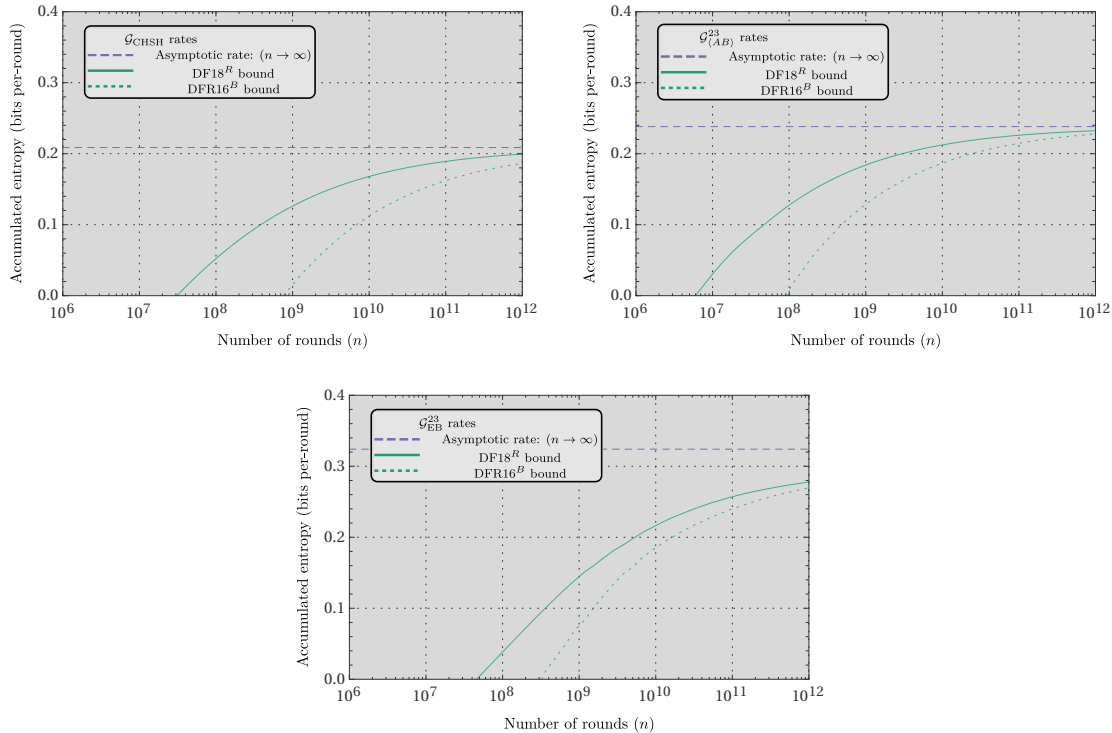 0.4
0.3
0.2
0.1
0.0
Accumulated entropy (bits per-round)
𝒢_CHSH rates
Asymptotic rate: (n → ∞)
DF18^R bound
DFR16^B bound
10^6 10^7 10^8 10^9 10^10 10^11 10^12
Number of rounds (n)
0.4
0.3
0.2
0.1
0.0
Accumulated entropy (bits per-round)
𝒢^23_⟨AB⟩ rates
Asymptotic rate: (n → ∞)
DF18^R bound
DFR16^B bound
10^6 10^7 10^8 10^9 10^10 10^11 10^12
Number of rounds (n)
0.4
0.3
0.2
0.1
0.0
Accumulated entropy (bits per-round)
𝒢^23_EB rates
Asymptotic rate: (n → ∞)
DF18^R bound
DFR16^B bound
10^6 10^7 10^8 10^9 10^10 10^11 10^12
Number of rounds (n)